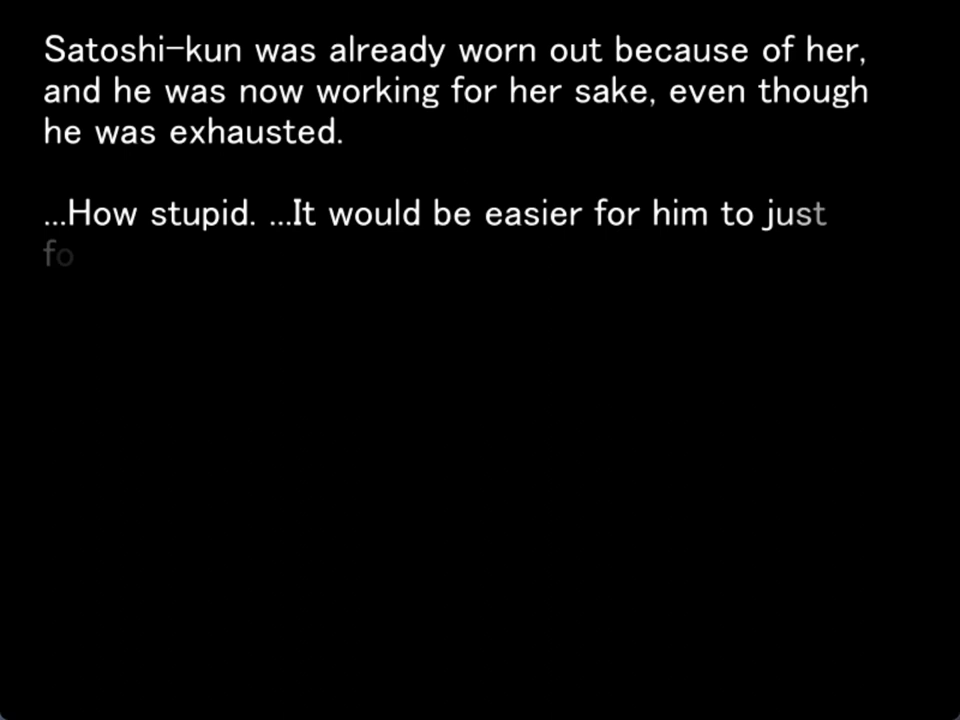 Satoshi-kun was already worn out because of her,
and he was now working for her sake, even though
he was exhausted.
...How stupid. ...It would be easier for him to just
fo